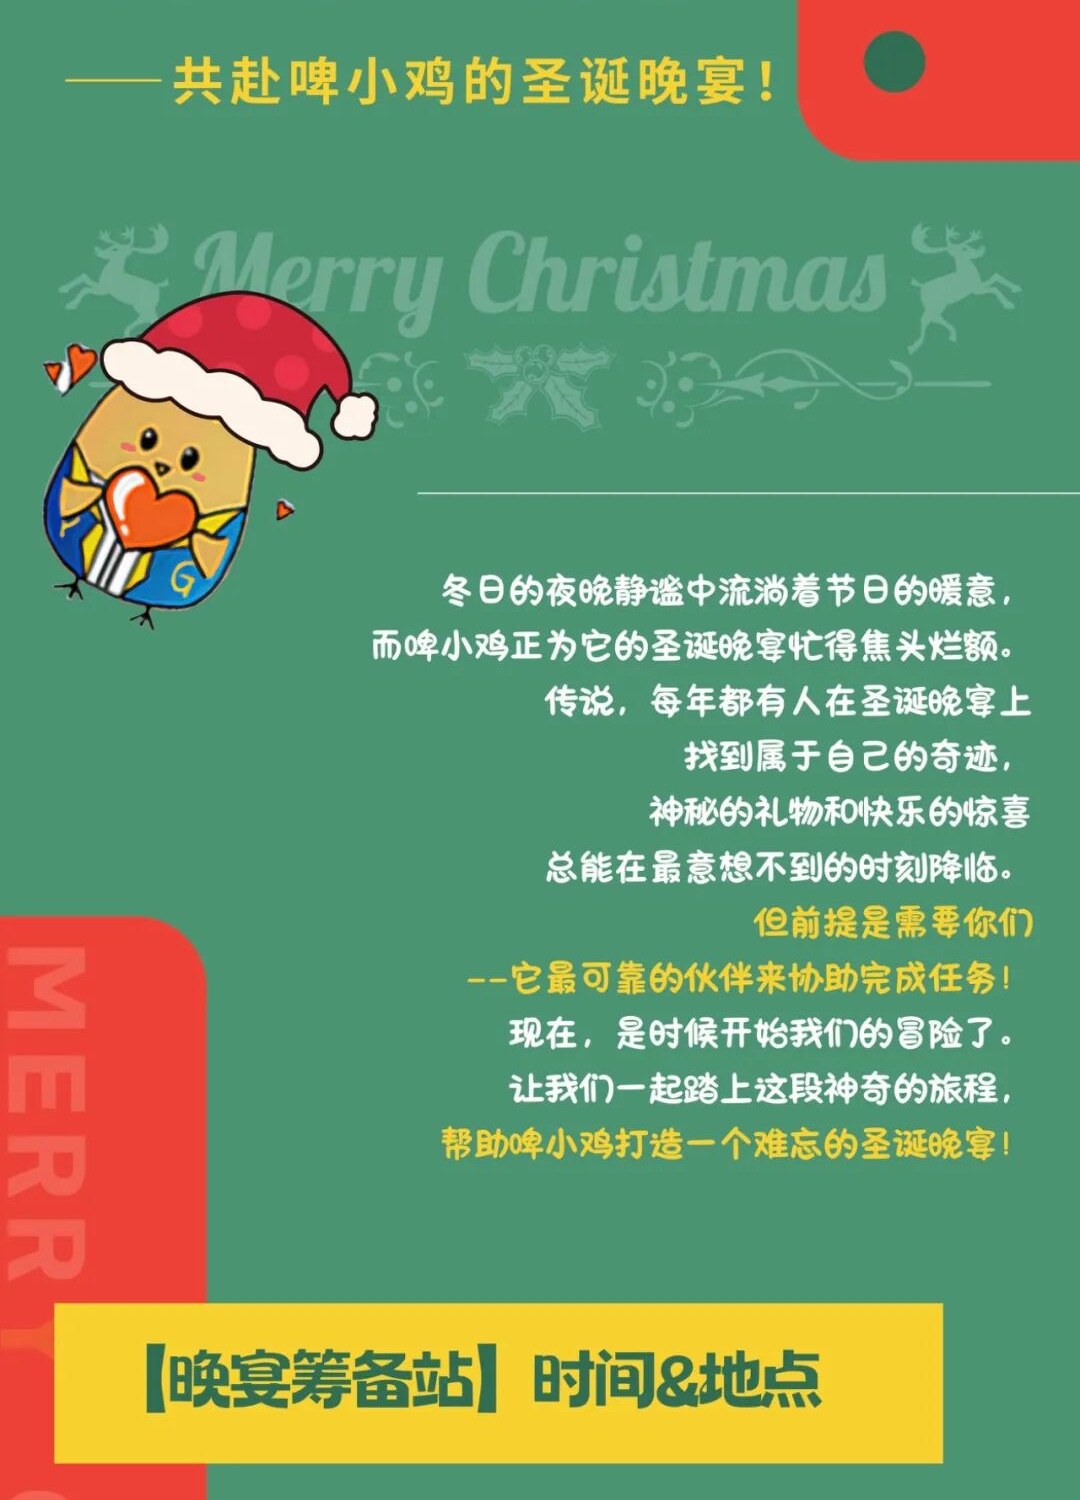 ——共赴啤小鸡的圣诞晚宴！
Merry Christmas
Y
G
冬日的夜晚静谧中流淌着节日的暖意，
而啤小鸡正为它的圣诞晚宴忙得焦头烂额。
传说，每年都有人在圣诞晚宴上
找到属于自己的奇迹，
神秘的礼物和快乐的惊喜
总能在最意想不到的时刻降临。
但前提是需要你们
--它最可靠的伙伴来协助完成任务！
现在，是时候开始我们的冒险了。
让我们一起踏上这段神奇的旅程，
帮助啤小鸡打造一个难忘的圣诞晚宴！
MERRY
【晚宴筹备站】时间&地点